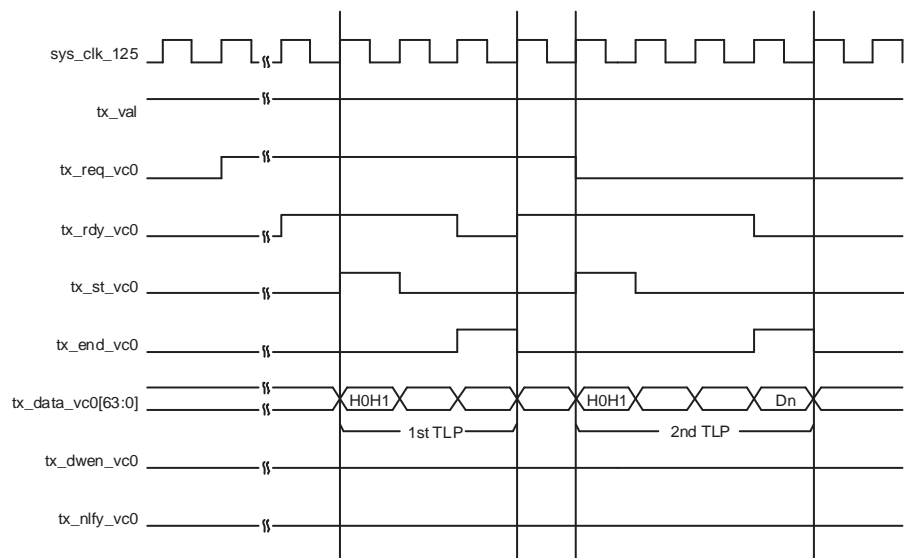 sys_clk_125
tx_val
tx_req_vc0
tx_rdy_vc0
tx_st_vc0
tx_end_vc0
tx_data_vc0[63:0]
H0H1
H0H1
Dn
1st TLP
2nd TLP
tx_dwen_vc0
tx_nlfy_vc0